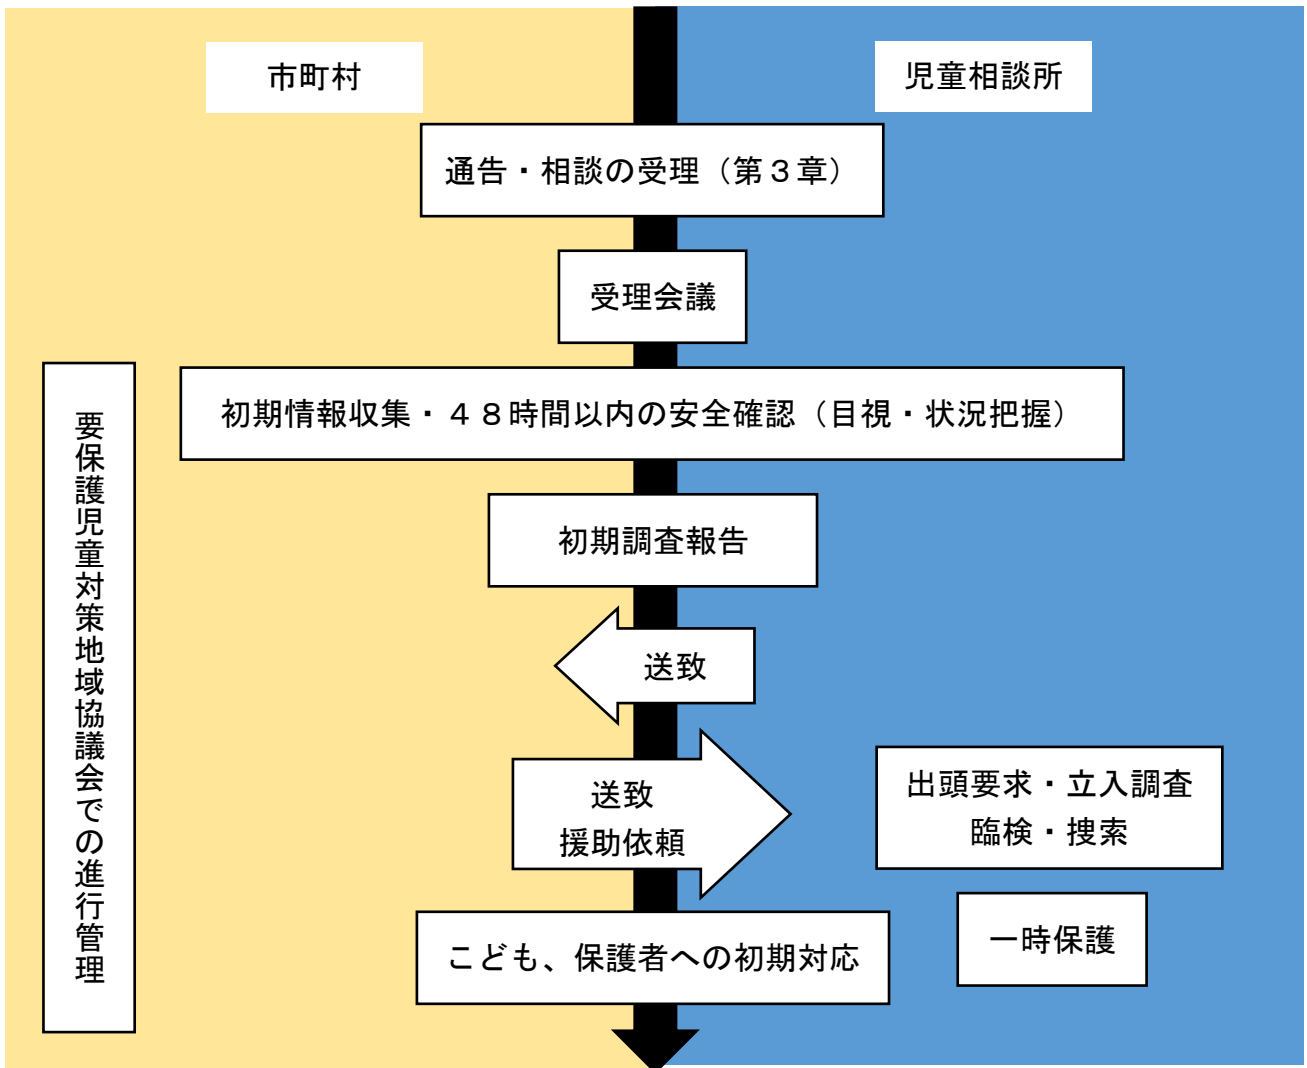 市町村
児童相談所
通告・相談の受理（第３章）
受理会議
初期情報収集・４８時間以内の安全確認（目視・状況把握）
要保護児童対策地域協議会での進行管理
初期調査報告
送致
送致
援助依頼
出頭要求・立入調査
臨検・捜索
一時保護
こども、保護者への初期対応